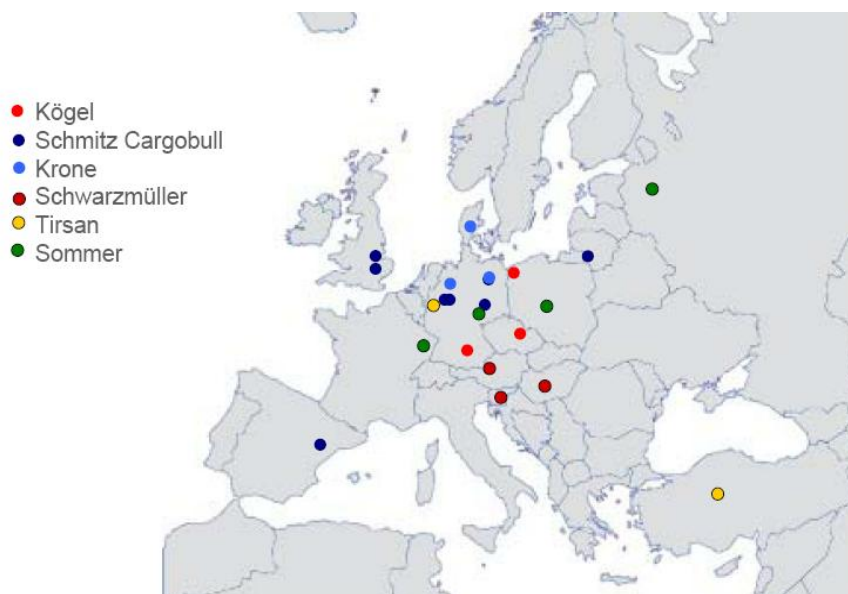 Kögel
Schmitz Cargobull
Krone
Schwarzmüller
Tirsan
Sommer